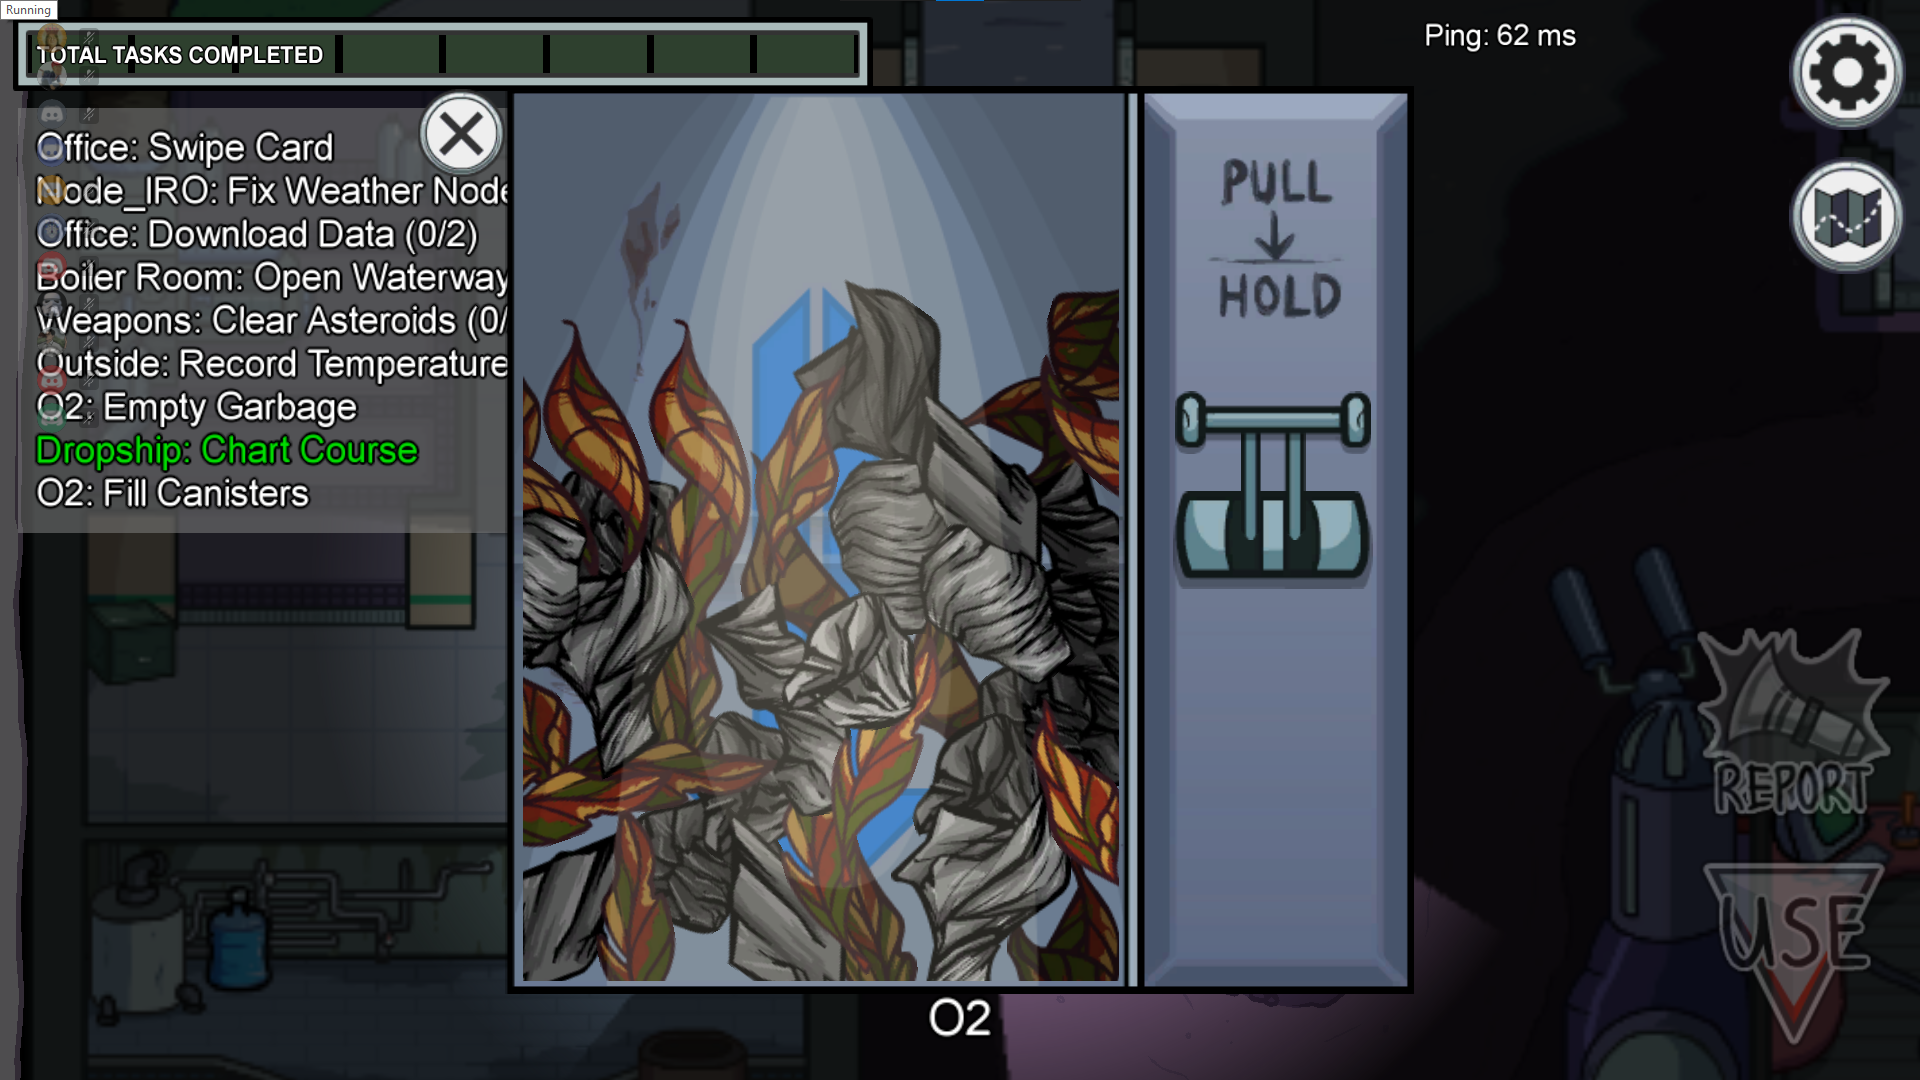 Running
TOTAL TASKS COMPLETED
Ping: 62 ms
Office: Swipe Card
Node_IRO: Fix Weather Node
Office: Download Data (0/2)
Boiler Room: Open Waterway
Weapons: Clear Asteroids (0/
Outside: Record Temperature
O2: Empty Garbage
Dropship: Chart Course
O2: Fill Canisters
PULL
HOLD
REPORT
USE
O2